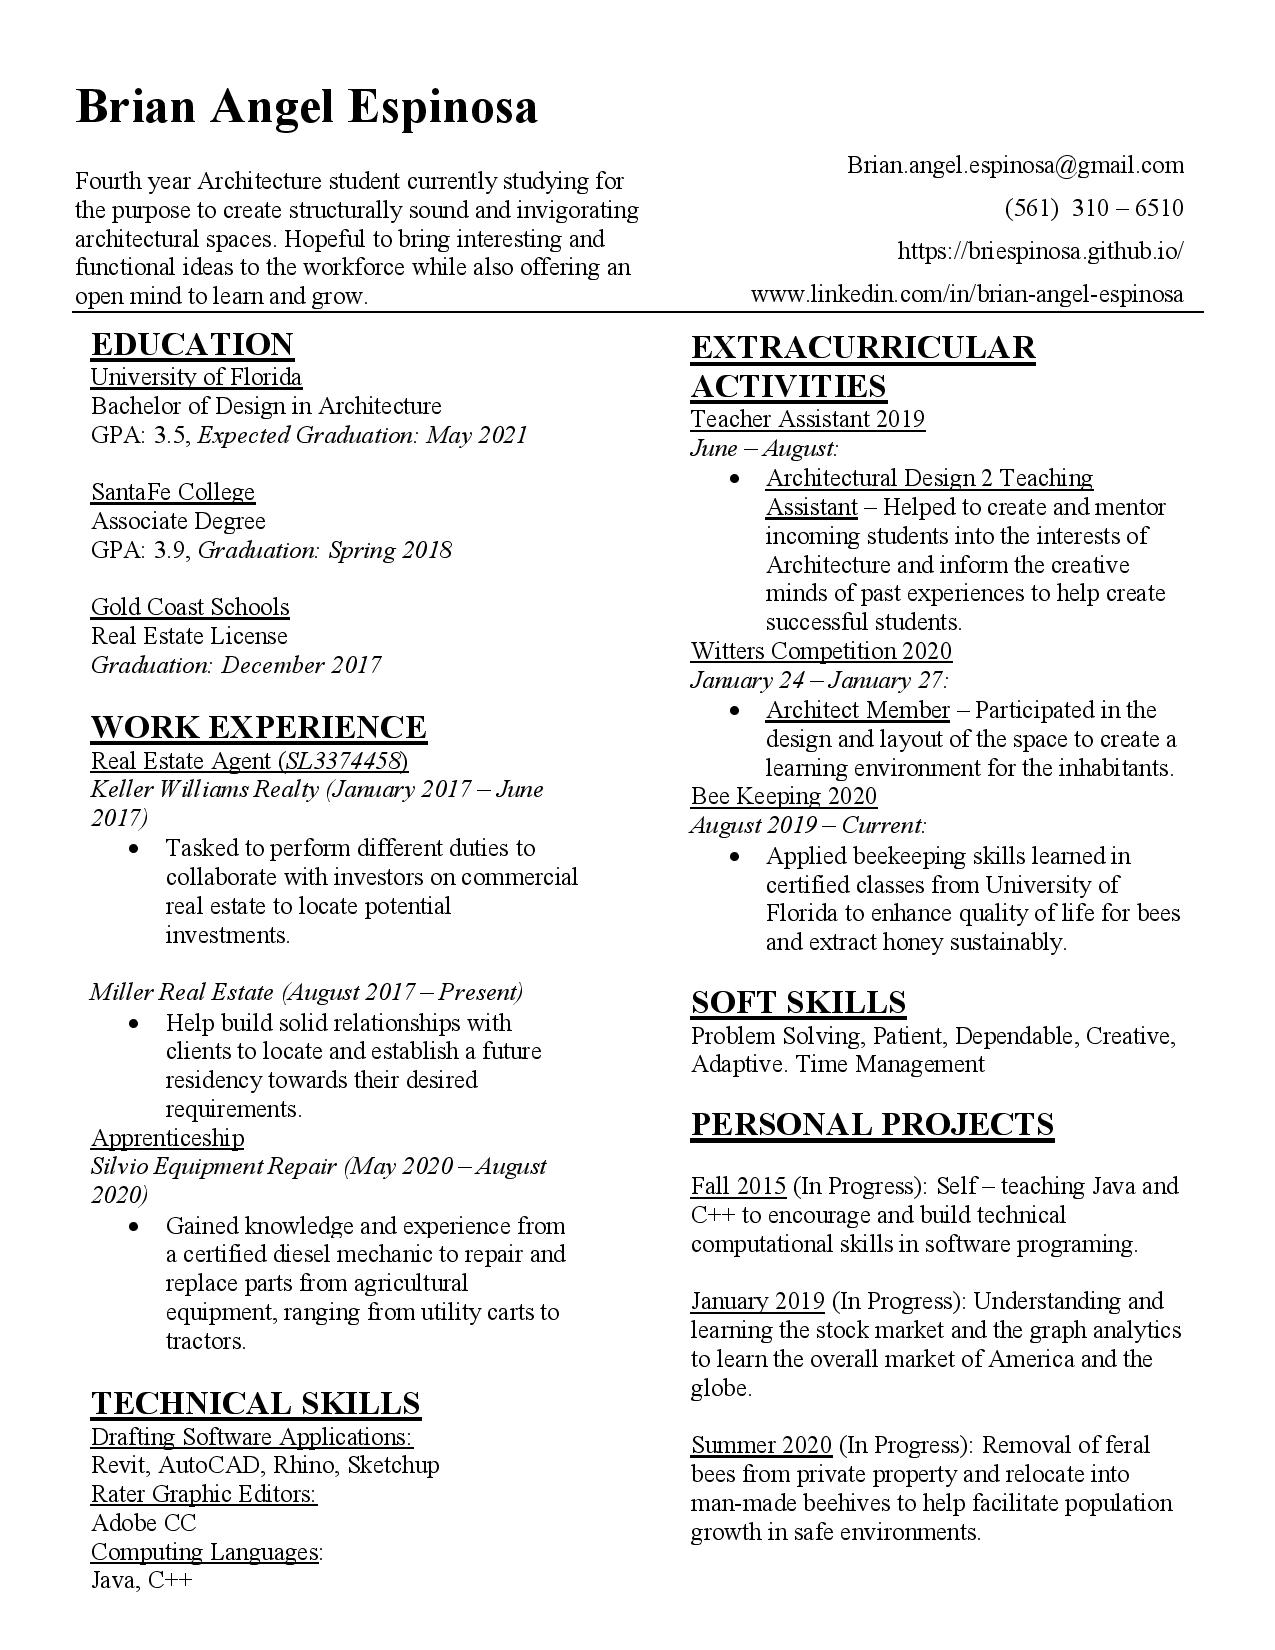 Brian Angel Espinosa
Fourth year Architecture student currently studying for
the purpose to create structurally sound and invigorating
architectural spaces. Hopeful to bring interesting and
functional ideas to the workforce while also offering an
open mind to learn and grow.
Brian.angel.espinosa@gmail.com
(561) 310 – 6510
https://briespinosa.github.io/
www.linkedin.com/in/brian-angel-espinosa
EDUCATION
University of Florida
Bachelor of Design in Architecture
GPA: 3.5, Expected Graduation: May 2021
SantaFe College
Associate Degree
GPA: 3.9, Graduation: Spring 2018
Gold Coast Schools
Real Estate License
Graduation: December 2017
WORK EXPERIENCE
Real Estate Agent (SL3374458)
Keller Williams Realty (January 2017 – June
2017)
• Tasked to perform different duties to
collaborate with investors on commercial
real estate to locate potential
investments.
Miller Real Estate (August 2017 – Present)
• Help build solid relationships with
clients to locate and establish a future
residency towards their desired
requirements.
Apprenticeship
Silvio Equipment Repair (May 2020 – August
2020)
• Gained knowledge and experience from
a certified diesel mechanic to repair and
replace parts from agricultural
equipment, ranging from utility carts to
tractors.
TECHNICAL SKILLS
Drafting Software Applications:
Revit, AutoCAD, Rhino, Sketchup
Rater Graphic Editors:
Adobe CC
Computing Languages:
Java, C++
EXTRACURRICULAR
ACTIVITIES
Teacher Assistant 2019
June – August:
• Architectural Design 2 Teaching
Assistant – Helped to create and mentor
incoming students into the interests of
Architecture and inform the creative
minds of past experiences to help create
successful students.
Witters Competition 2020
January 24 – January 27:
• Architect Member – Participated in the
design and layout of the space to create a
learning environment for the inhabitants.
Bee Keeping 2020
August 2019 – Current:
• Applied beekeeping skills learned in
certified classes from University of
Florida to enhance quality of life for bees
and extract honey sustainably.
SOFT SKILLS
Problem Solving, Patient, Dependable, Creative,
Adaptive. Time Management
PERSONAL PROJECTS
Fall 2015 (In Progress): Self – teaching Java and
C++ to encourage and build technical
computational skills in software programing.
January 2019 (In Progress): Understanding and
learning the stock market and the graph analytics
to learn the overall market of America and the
globe.
Summer 2020 (In Progress): Removal of feral
bees from private property and relocate into
man-made beehives to help facilitate population
growth in safe environments.